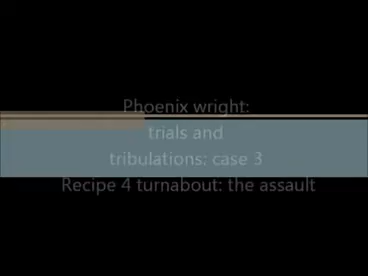 Phoenix wright:
trials and
tribulations: case 3
Recipe 4 turnabout: the assault